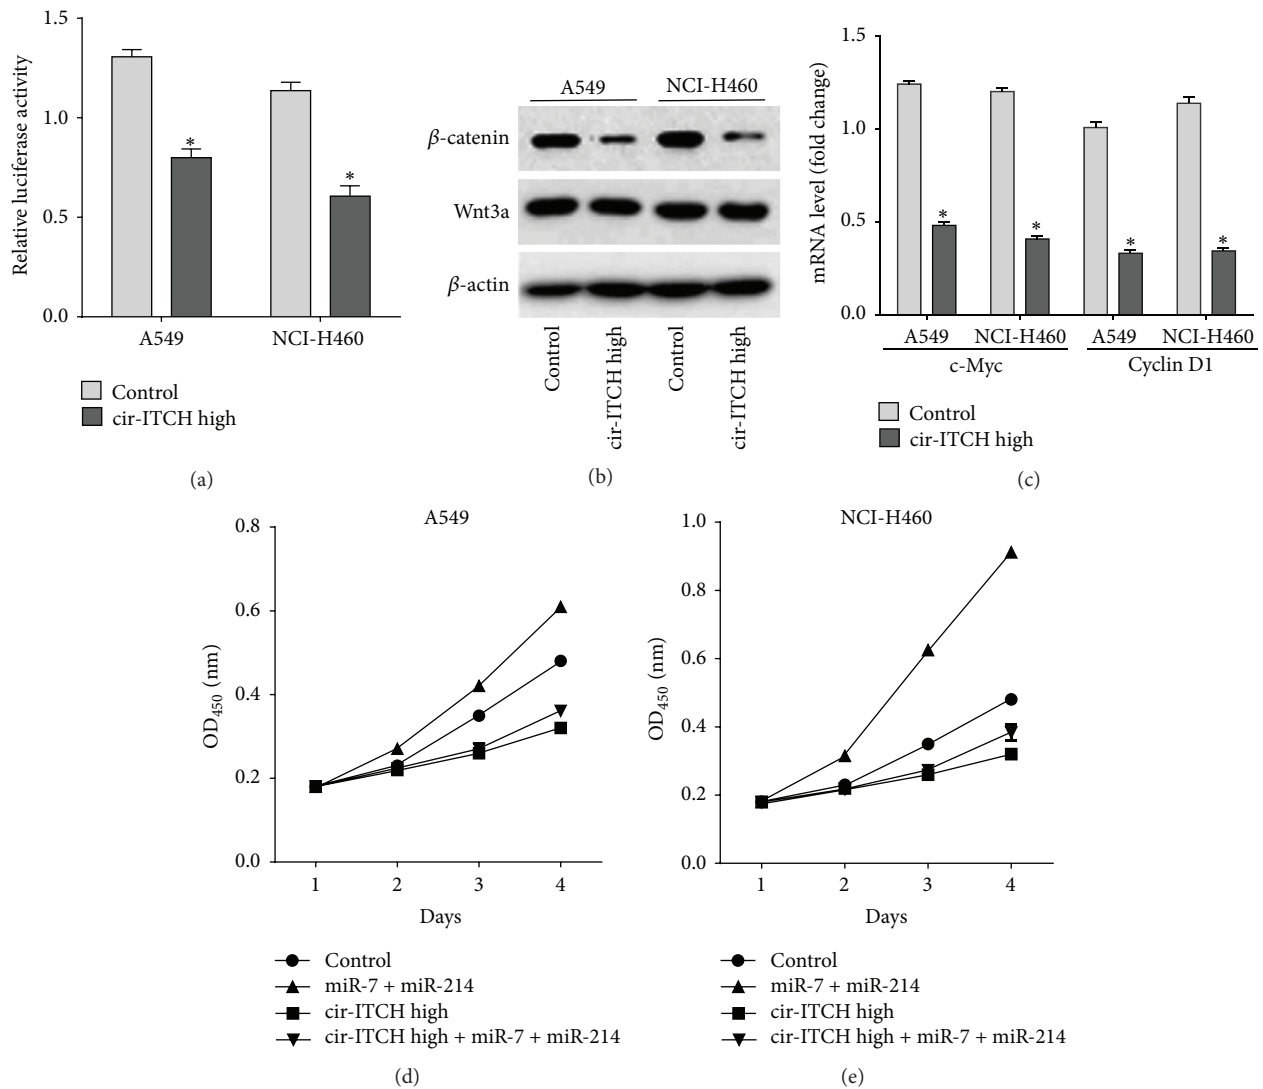 1.5
1.0
0.5
0.0
Relative luciferase activity
*
*
A549
NCI-H460
Control
cir-ITCH high
(a)
A549
NCI-H460
β-catenin
Wnt3a
β-actin
Control
cir-ITCH high
Control
cir-ITCH high
(b)
1.5
1.0
0.5
0.0
mRNA level (fold change)
*
*
*
*
A549
NCI-H460
A549
NCI-H460
c-Myc
Cyclin D1
Control
cir-ITCH high
(c)
A549
0.8
0.6
0.4
0.2
0.0
OD450 (nm)
1
2
3
4
Days
Control
miR-7 + miR-214
cir-ITCH high
cir-ITCH high + miR-7 + miR-214
(d)
NCI-H460
1.0
0.8
0.6
0.4
0.2
0.0
OD450 (nm)
1
2
3
4
Days
Control
miR-7 + miR-214
cir-ITCH high
cir-ITCH high + miR-7 + miR-214
(e)